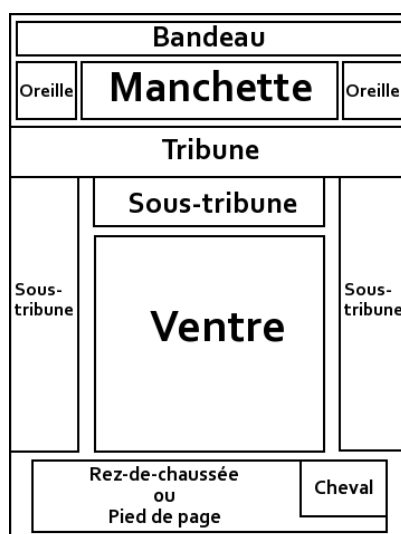 Bandeau
Oreille
Manchette
Oreille
Tribune
Sous-tribune
Sous-
tribune
Ventre
Sous-
tribune
Rez-de-chaussée
ou
Pied de page
Cheval